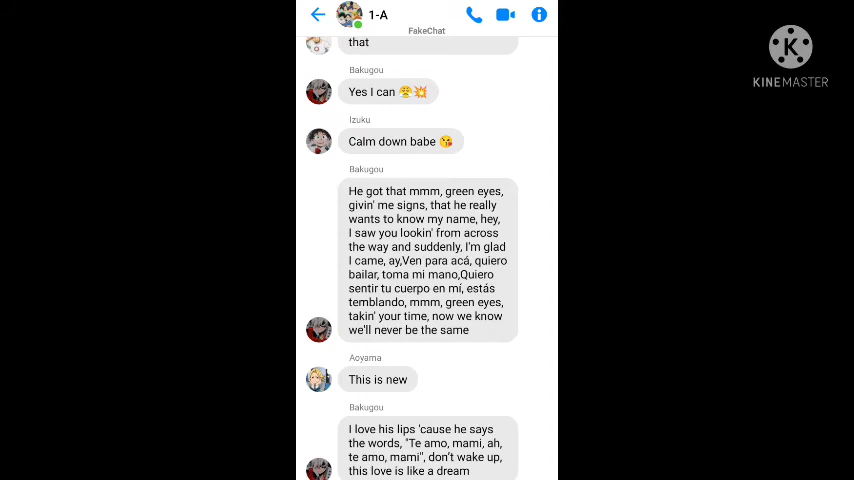 1-A
FakeChat
that
Bakugou
Yes I can 😤💥
Izuku
Calm down babe 😘
Bakugou
He got that mmm, green eyes,
givin' me signs, that he really
wants to know my name, hey,
I saw you lookin' from across
the way and suddenly, I'm glad
I came, ay,Ven para acá, quiero
bailar, toma mi mano,Quiero
sentir tu cuerpo en mí, estás
temblando, mmm, green eyes,
takin' your time, now we know
we'll never be the same
Aoyama
This is new
Bakugou
I love his lips 'cause he says
the words, "Te amo, mami, ah,
te amo, mami", don't wake up,
this love is like a dream
K
KINEMASTER